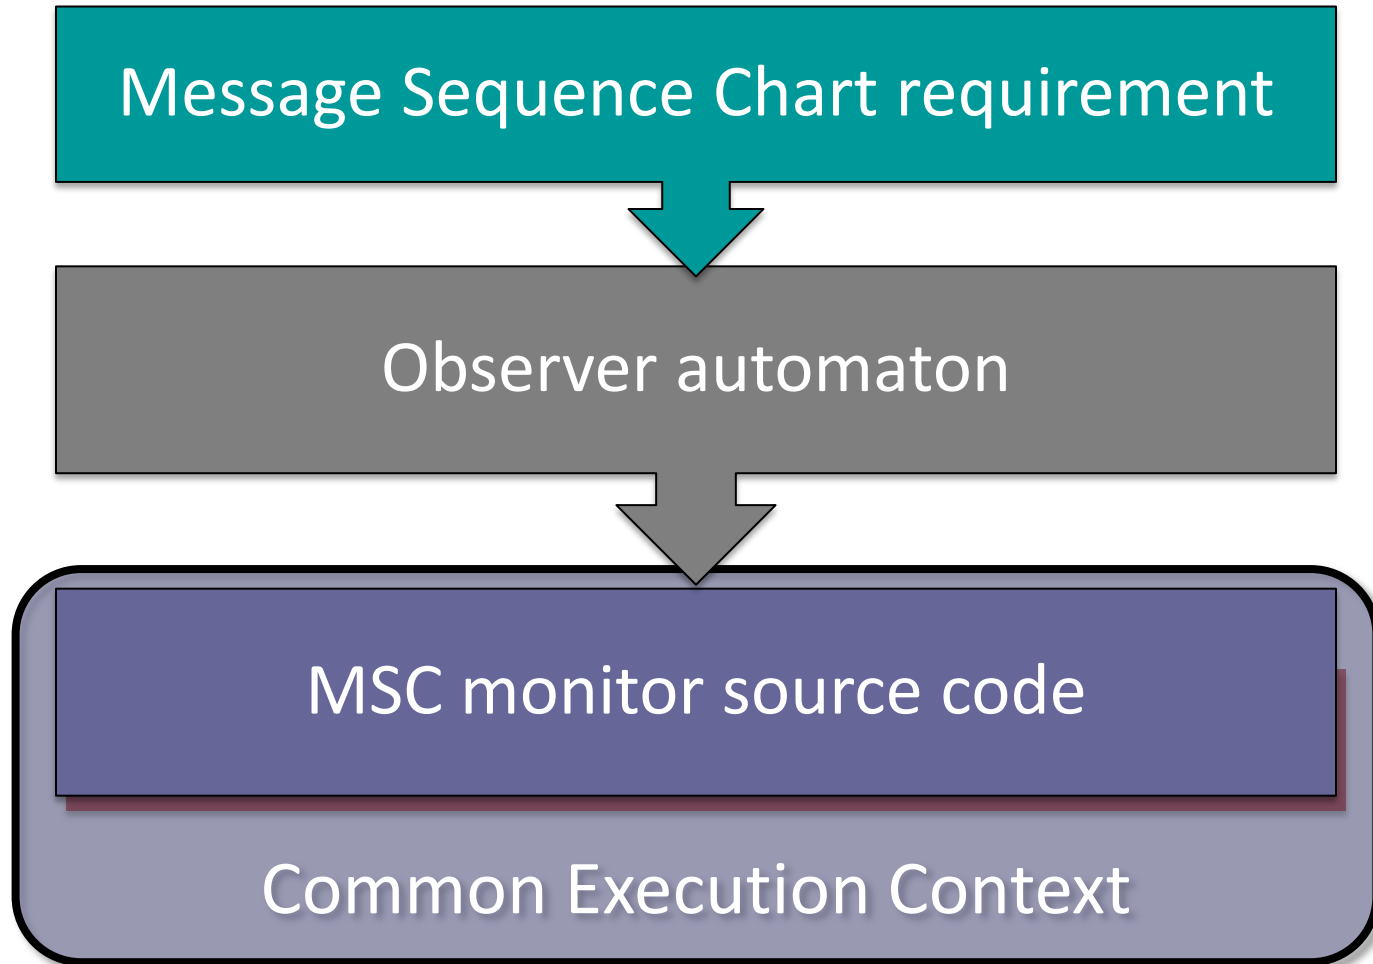 Message Sequence Chart requirement
Observer automaton
MSC monitor source code
Common Execution Context